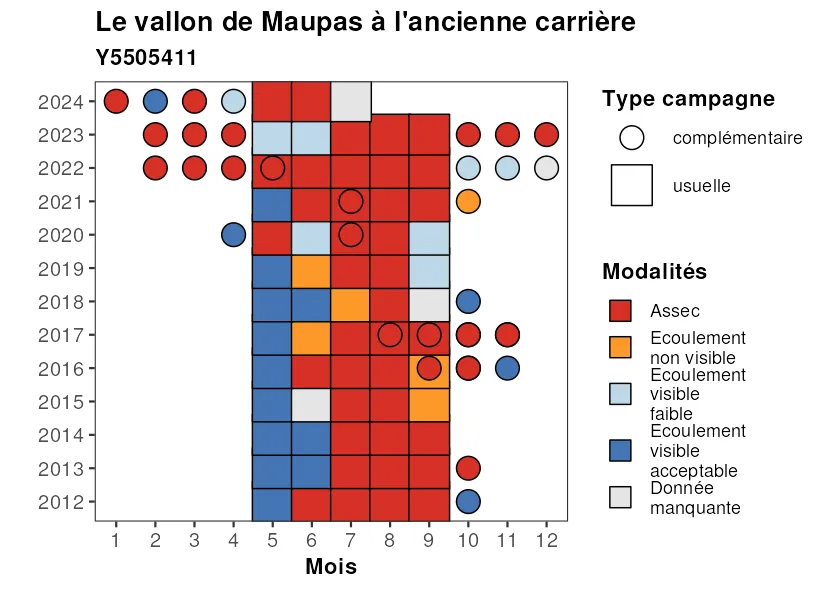 Le vallon de Maupas à l'ancienne carrière
Y5505411
2024
2023
2022
2021
2020
2019
2018
2017
2016
2015
2014
2013
2012
1 2 3 4 5 6 7 8 9 10 11 12
Mois
Type campagne
complémentaire
usuelle
Modalités
Assec
Ecoulement
non visible
Ecoulement
visible
faible
Ecoulement
visible
acceptable
Donnée
manquante